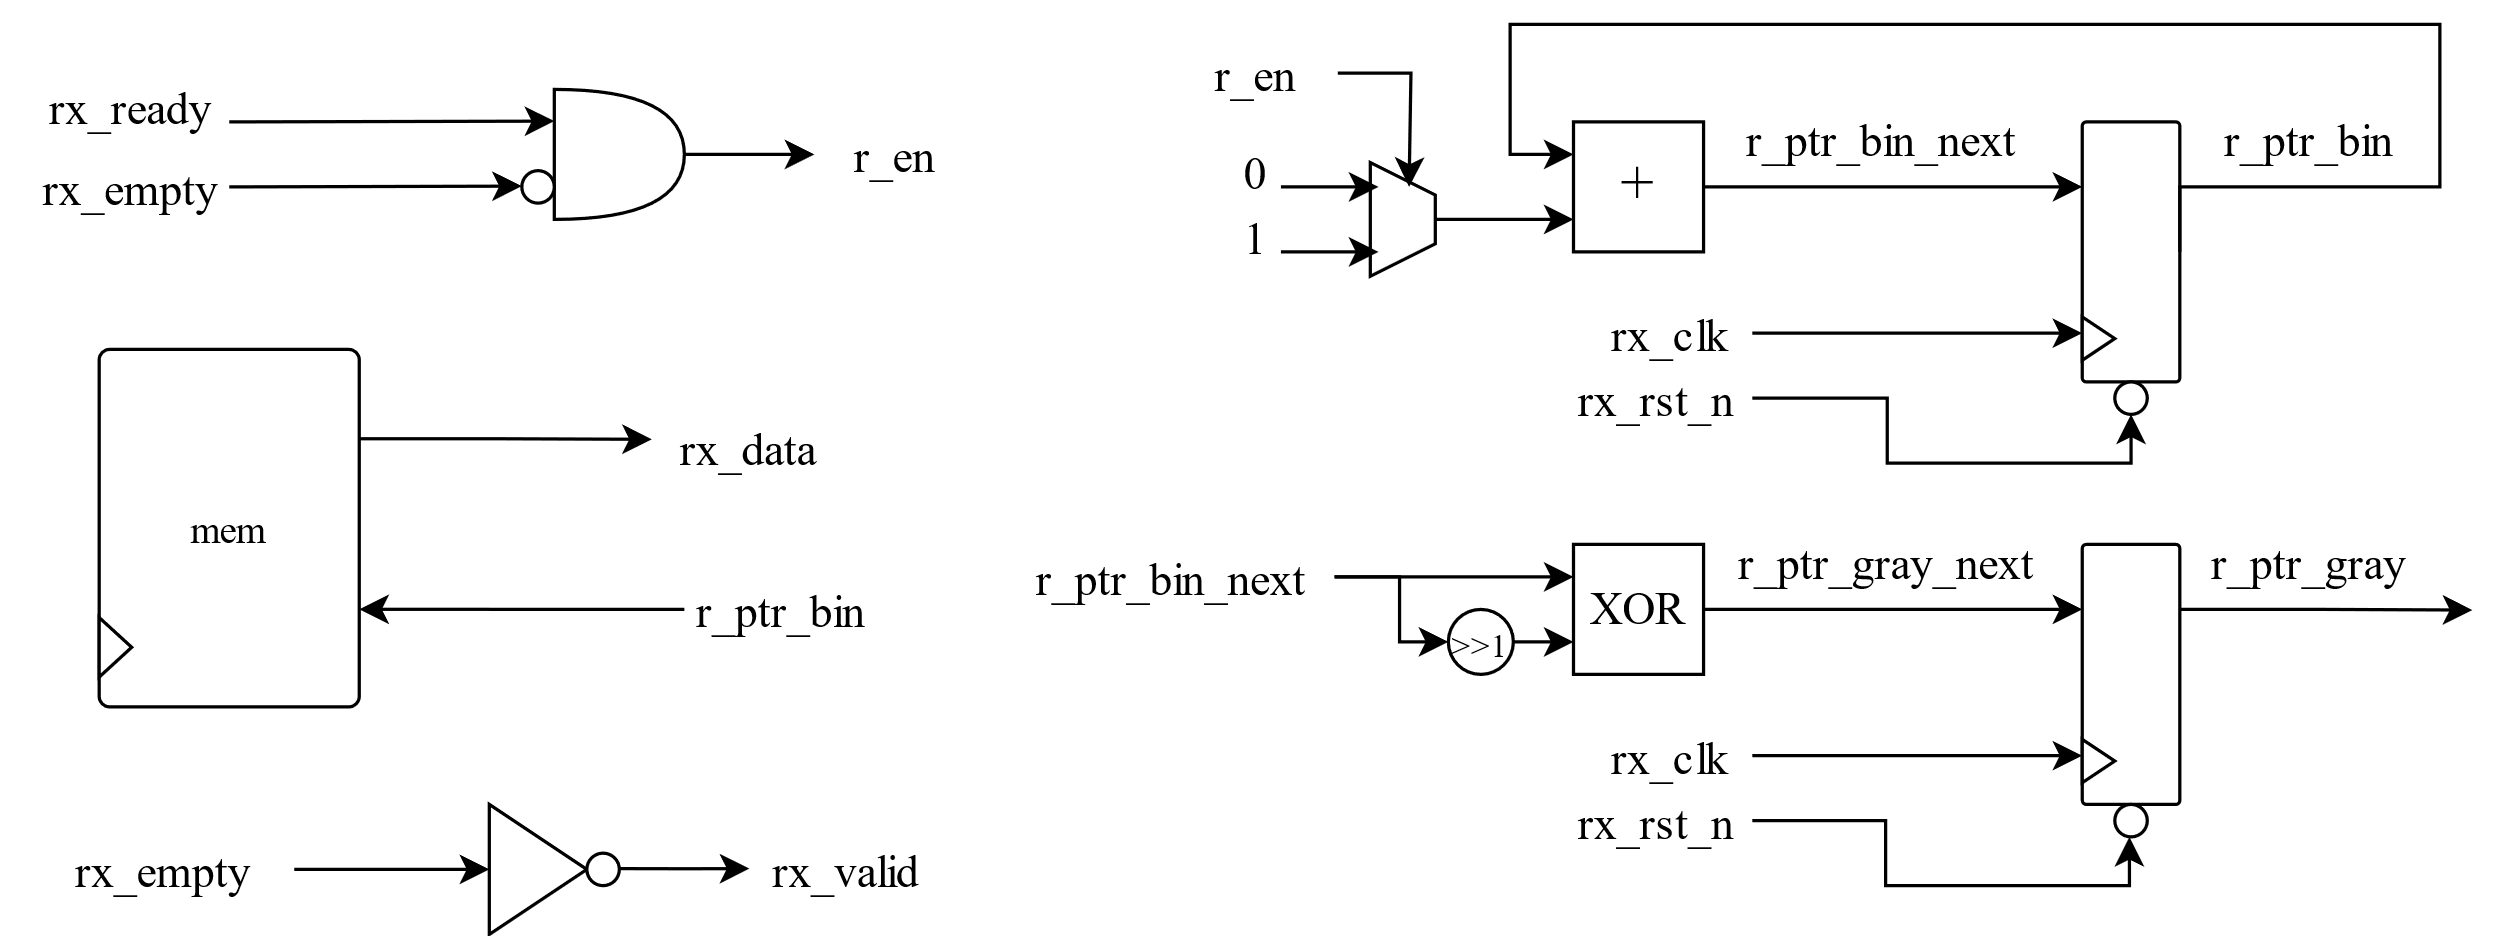 rx_ready
rx_empty
r_en
mem
rx_data
r_ptr_bin
rx_empty
rx_valid
r_en
0
1
+
r_ptr_bin_next
r_ptr_bin
rx_clk
rx_rst_n
r_ptr_bin_next
>>1
XOR
r_ptr_gray_next
r_ptr_gray
rx_clk
rx_rst_n